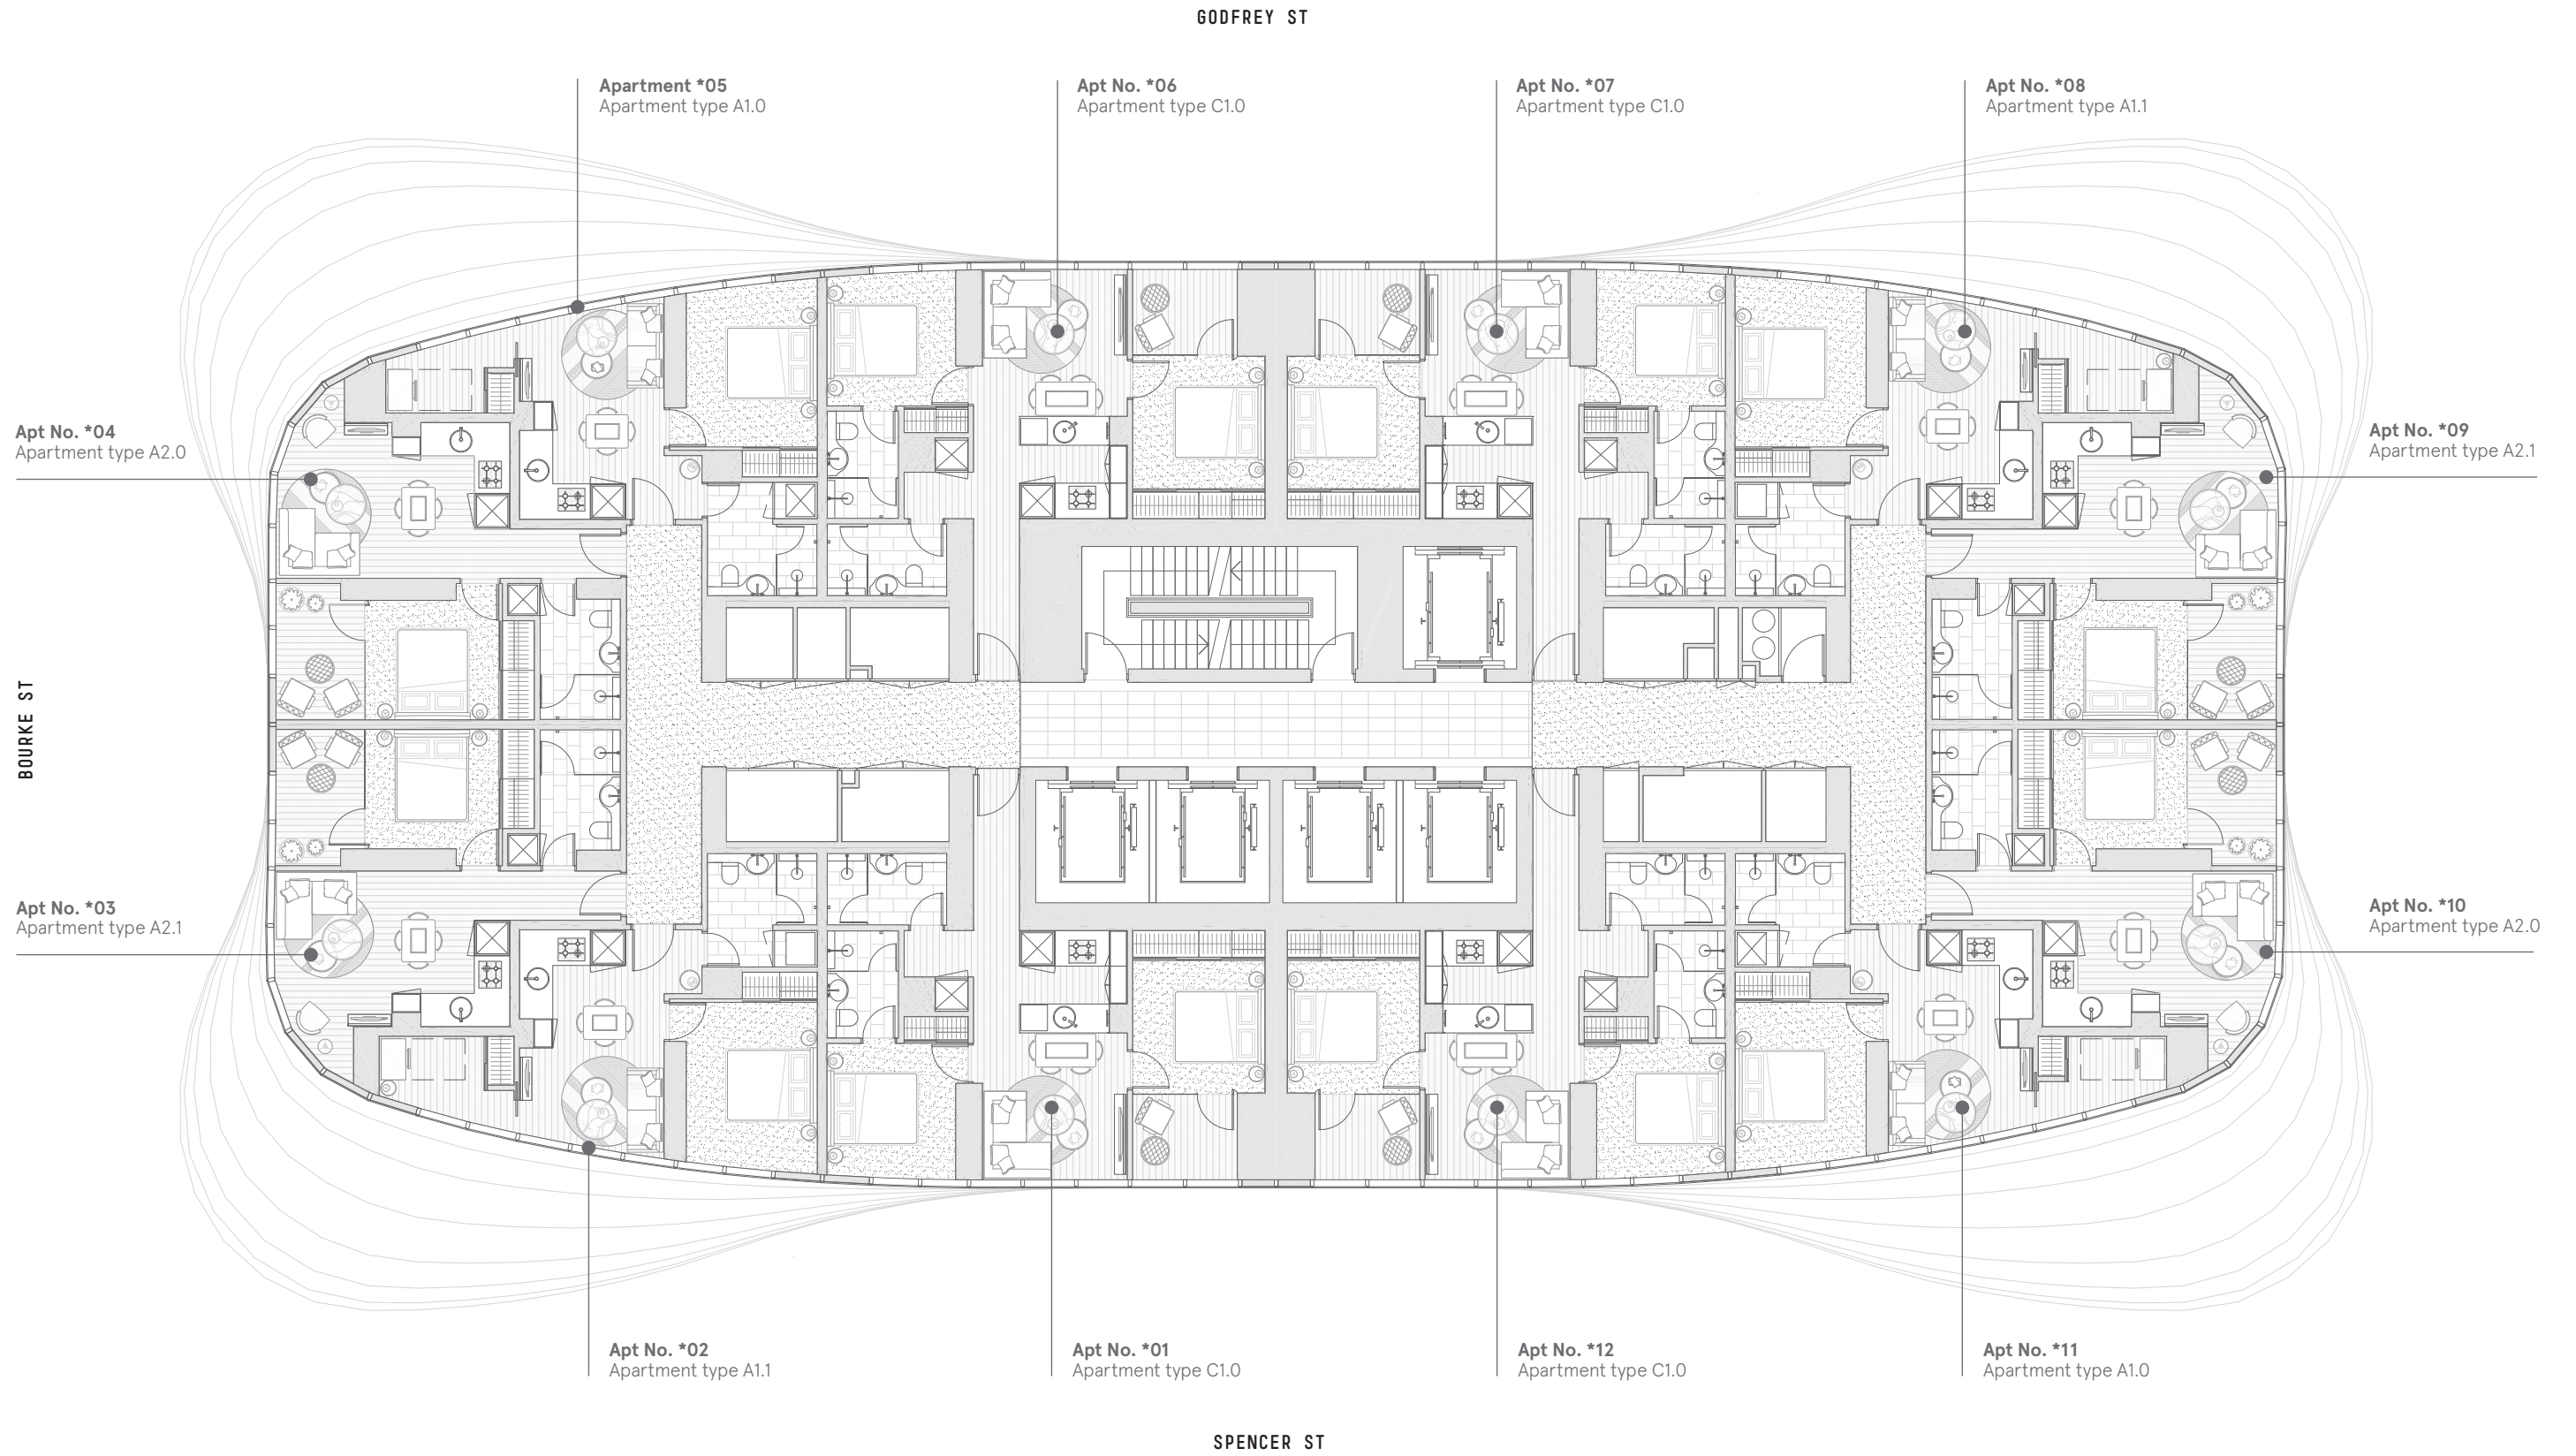 GODFREY ST
Apartment *05
Apartment type A1.0
Apt No. *06
Apartment type C1.0
Apt No. *07
Apartment type C1.0
Apt No. *08
Apartment type A1.1
Apt No. *04
Apartment type A2.0
Apt No. *09
Apartment type A2.1
BOURKE ST
Apt No. *03
Apartment type A2.1
Apt No. *10
Apartment type A2.0
Apt No. *02
Apartment type A1.1
Apt No. *01
Apartment type C1.0
Apt No. *12
Apartment type C1.0
Apt No. *11
Apartment type A1.0
SPENCER ST